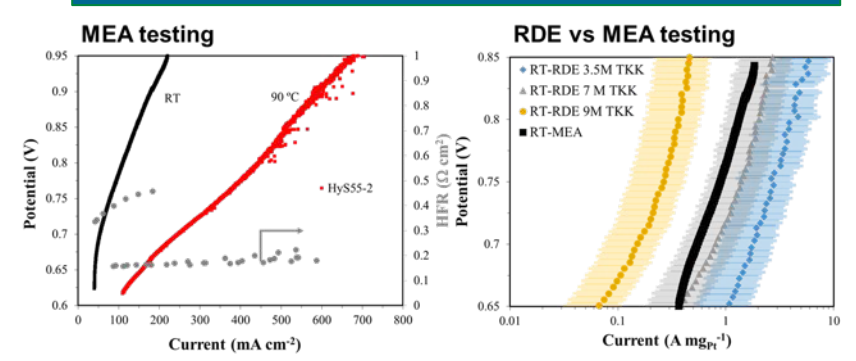 MEA testing
RDE vs MEA testing
0.95
0.9
0.85
0.8
0.75
0.7
0.65
0.6
Potential (V)
RT
90 ºC
HyS55-2
1
0.9
0.8
0.7
0.6
0.5
0.4
0.3
0.2
0.1
0
HFR (Ω cm²)
0 100 200 300 400 500 600 700 800
Current (mA cm⁻²)
0.85
0.8
0.75
0.7
0.65
Potential (V)
RT-RDE 3.5M TKK
RT-RDE 7 M TKK
RT-RDE 9M TKK
RT-MEA
0.01 0.1 1 10
Current (A mgPt⁻¹)